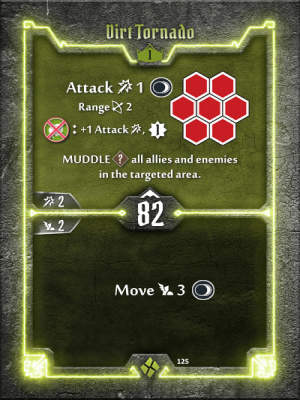 Dirt Tornado
1
Attack 1
Range 2
: +1 Attack ,
MUDDLE ? all allies and enemies
in the targeted area.
2
82
2
Move 3
125